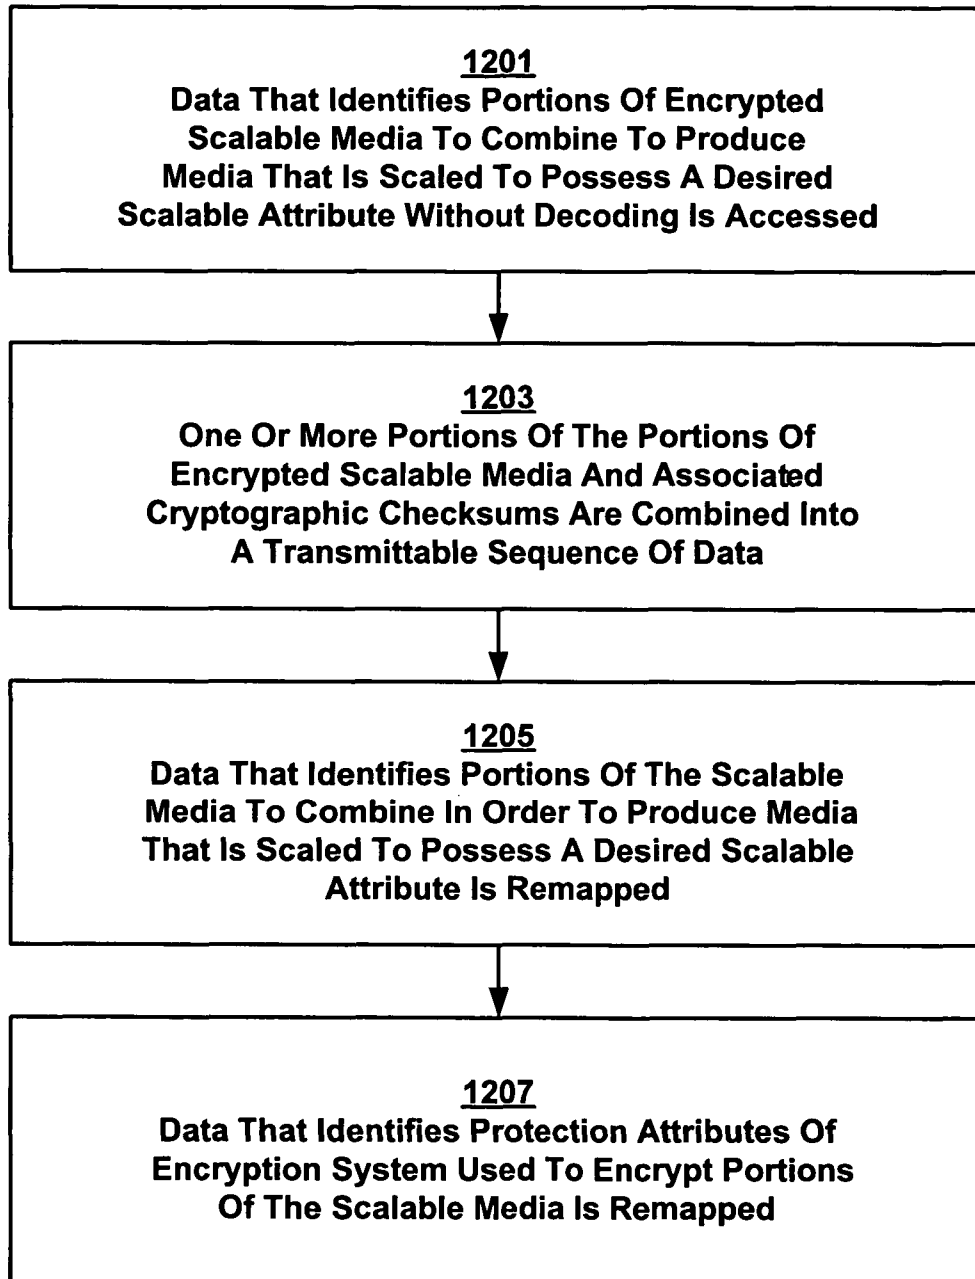 1201
Data That Identifies Portions Of Encrypted
Scalable Media To Combine To Produce
Media That Is Scaled To Possess A Desired
Scalable Attribute Without Decoding Is Accessed
1203
One Or More Portions Of The Portions Of
Encrypted Scalable Media And Associated
Cryptographic Checksums Are Combined Into
A Transmittable Sequence Of Data
1205
Data That Identifies Portions Of The Scalable
Media To Combine In Order To Produce Media
That Is Scaled To Possess A Desired Scalable
Attribute Is Remapped
1207
Data That Identifies Protection Attributes Of
Encryption System Used To Encrypt Portions
Of The Scalable Media Is Remapped